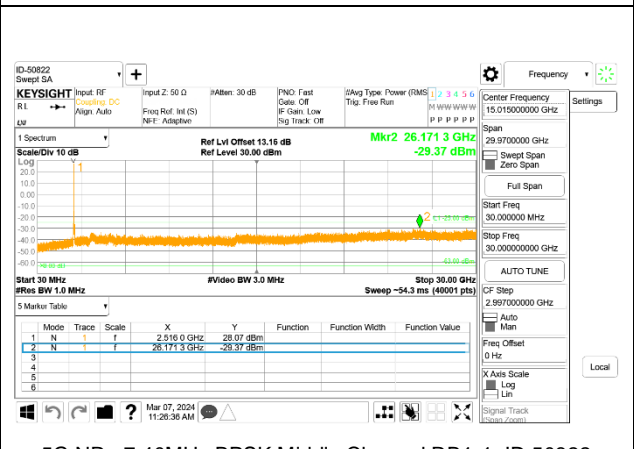 ID-50822
Swept SA
Frequency
KEYSIGHT
Input: RF
Input Z: 50 Ω
#Atten: 30 dB
PNO: Fast
#Avg Type: Power (RMS
1 2 3 4 5 6
R L
Coupling: DC
Gate: Off
Trig: Free Run
M W W W W W
Align: Auto
Freq Ref: Int (S)
IF Gain: Low
NFE: Adaptive
Sig Track: Off
P P P P P P
Center Frequency
15.015000000 GHz
Settings
Span
29.9700000 GHz
Swept Span
Zero Span
Full Span
Start Freq
30.000000 MHz
Stop Freq
30.000000000 GHz
AUTO TUNE
CF Step
2.997000000 GHz
Auto
Man
Freq Offset
0 Hz
X Axis Scale
Log
Lin
Local
Signal Track
(Span Zoom)
1 Spectrum
Ref Lvl Offset 13.16 dB
Mkr2 26.171 3 GHz
Scale/Div 10 dB
Ref Level 30.00 dBm
-29.37 dBm
Log
1
20.0
10.0
0.00
-10.0
-20.0
2
-30.0
-40.0
-50.0
-60.0
Start 30 MHz
#Video BW 3.0 MHz
Stop 30.00 GHz
#Res BW 1.0 MHz
Sweep ~54.3 ms (40001 pts)
5 Marker Table
Mode Trace Scale X Y Function Function Width Function Value
1 N 1 f 2.516 0 GHz 28.07 dBm
2 N 1 f 26.171 3 GHz -29.37 dBm
3
4
5
6
Mar 07, 2024
11:26:36 AM